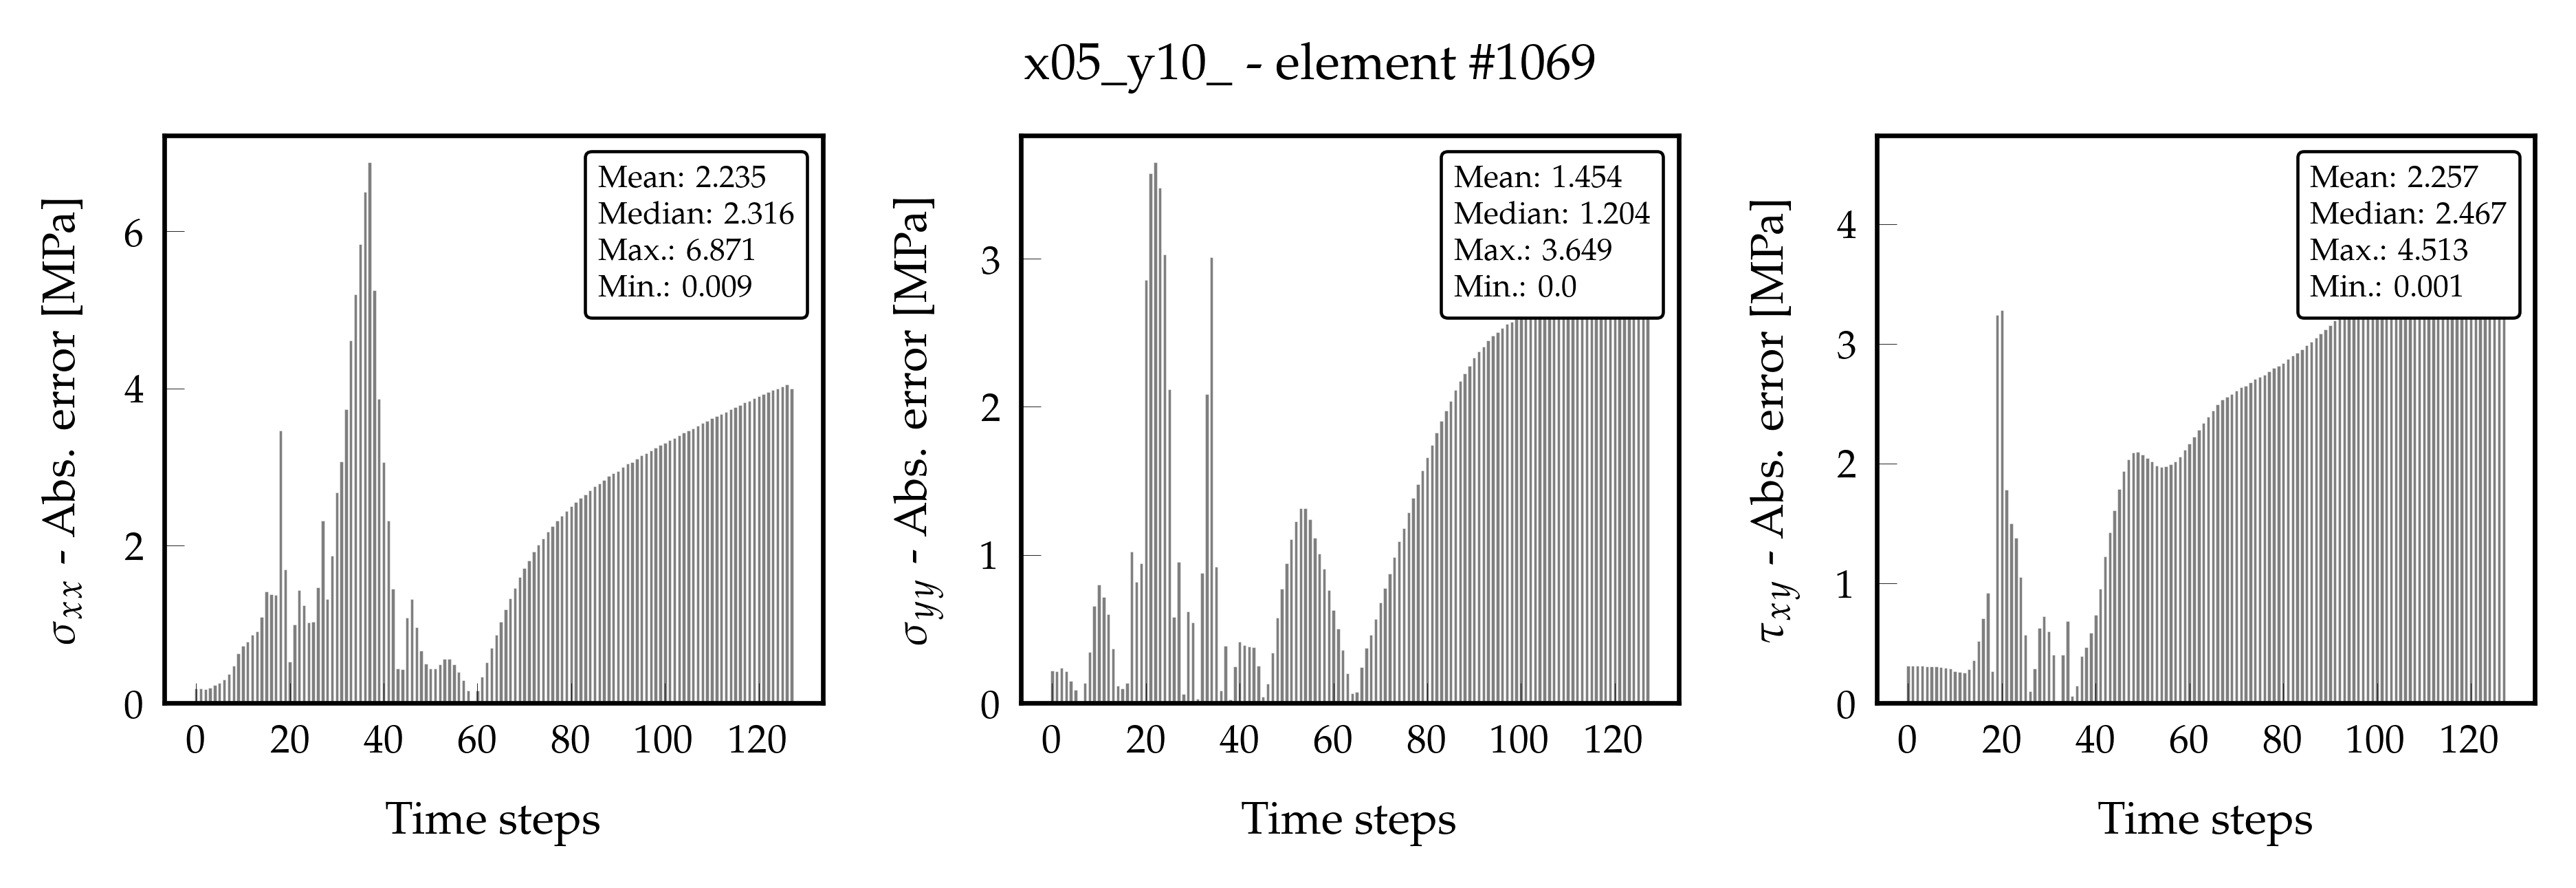 x05_y10_ - element #1069
σxx - Abs. error [MPa]
6
4
2
0
Mean: 2.235
Median: 2.316
Max.: 6.871
Min.: 0.009
0 20 40 60 80 100 120
Time steps
σyy - Abs. error [MPa]
3
2
1
0
Mean: 1.454
Median: 1.204
Max.: 3.649
Min.: 0.0
0 20 40 60 80 100 120
Time steps
τxy - Abs. error [MPa]
4
3
2
1
0
Mean: 2.257
Median: 2.467
Max.: 4.513
Min.: 0.001
0 20 40 60 80 100 120
Time steps